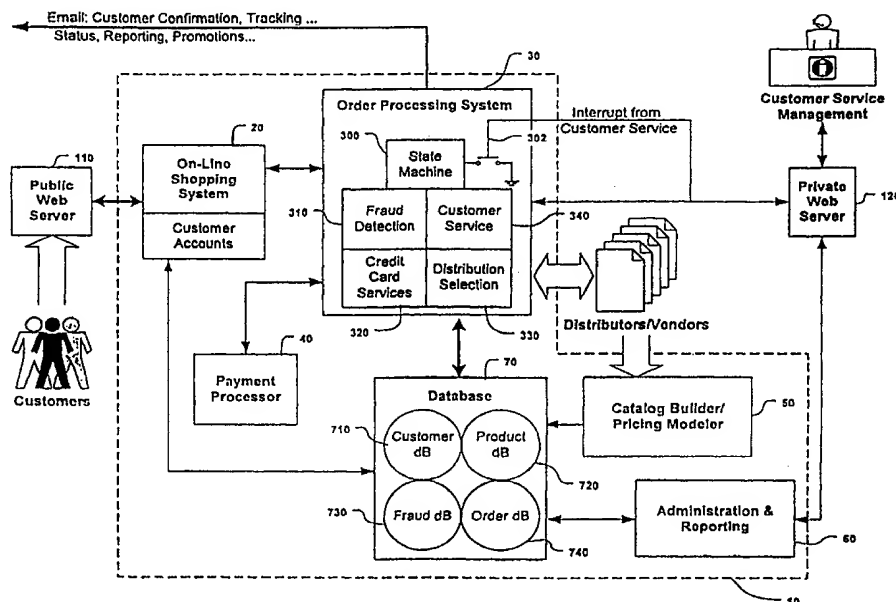 Email: Customer Confirmation, Tracking ...
Status, Reporting, Promotions...
30
Order Processing System
20
On-Lino
Shopping
System
Customer
Accounts
110
Public
Web
Server
Customers
300
State
Machine
302
Interrupt from
Customer Service
310
Fraud
Detection
Customer
Service
340
Credit
Card
Services
Distribution
Selection
320
330
Customer Service
Management
Private
Web
Server
120
Distributors/Vendors
40
Payment
Processor
70
Database
710
Customer
dB
Product
dB
720
730
Fraud dB
Order dB
740
Catalog Builder/
Pricing Modeler
50
Administration &
Reporting
60
10